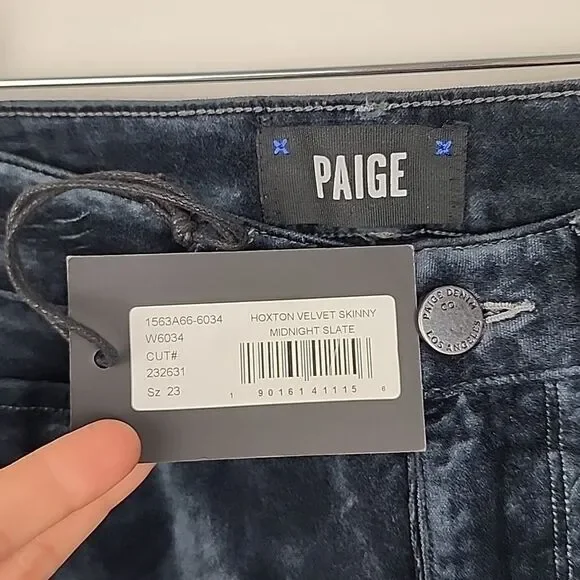 PAIGE
1563A66-6034
W6034
CUT#
232631
Sz 23
HOXTON VELVET SKINNY
MIDNIGHT SLATE
1 90161 41115 6
PAIGE DENIM
CO.
LOS ANGELES